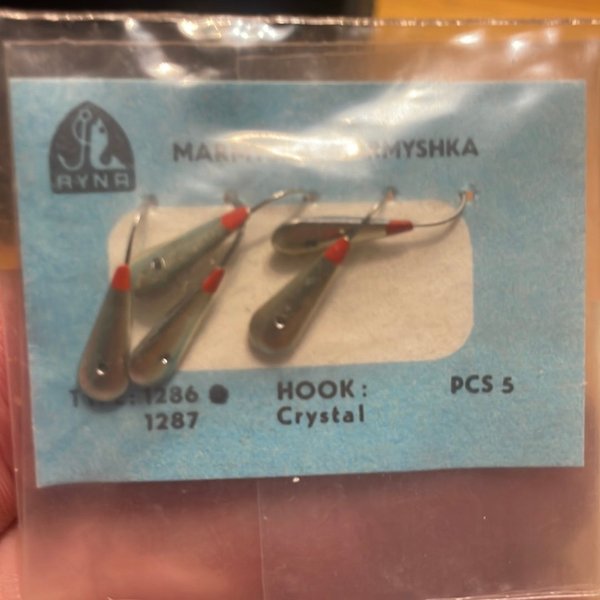 RYNA
1286
HOOK:
PCS 5
1287
Crystal